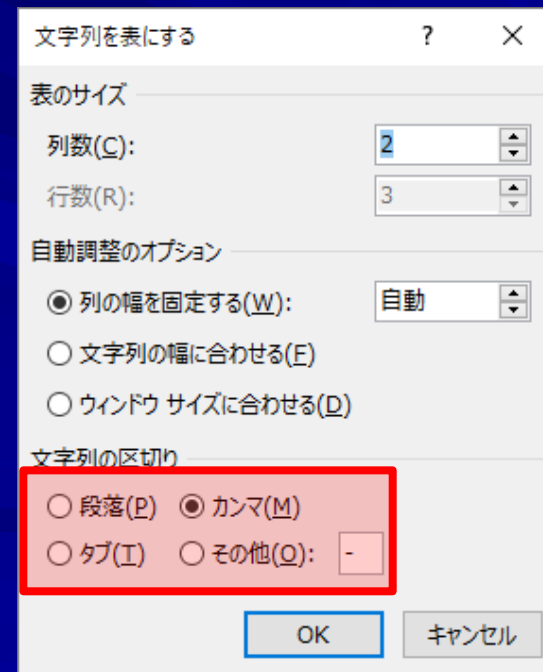 文字列を表にする ? ×
表のサイズ
列数(C): 2
行数(R): 3
自動調整のオプション
列の幅を固定する(W): 自動
文字列の幅に合わせる(F)
ウィンドウ サイズに合わせる(D)
文字列の区切り
段落(P) カンマ(M)
タブ(T) その他(O): -
OK キャンセル